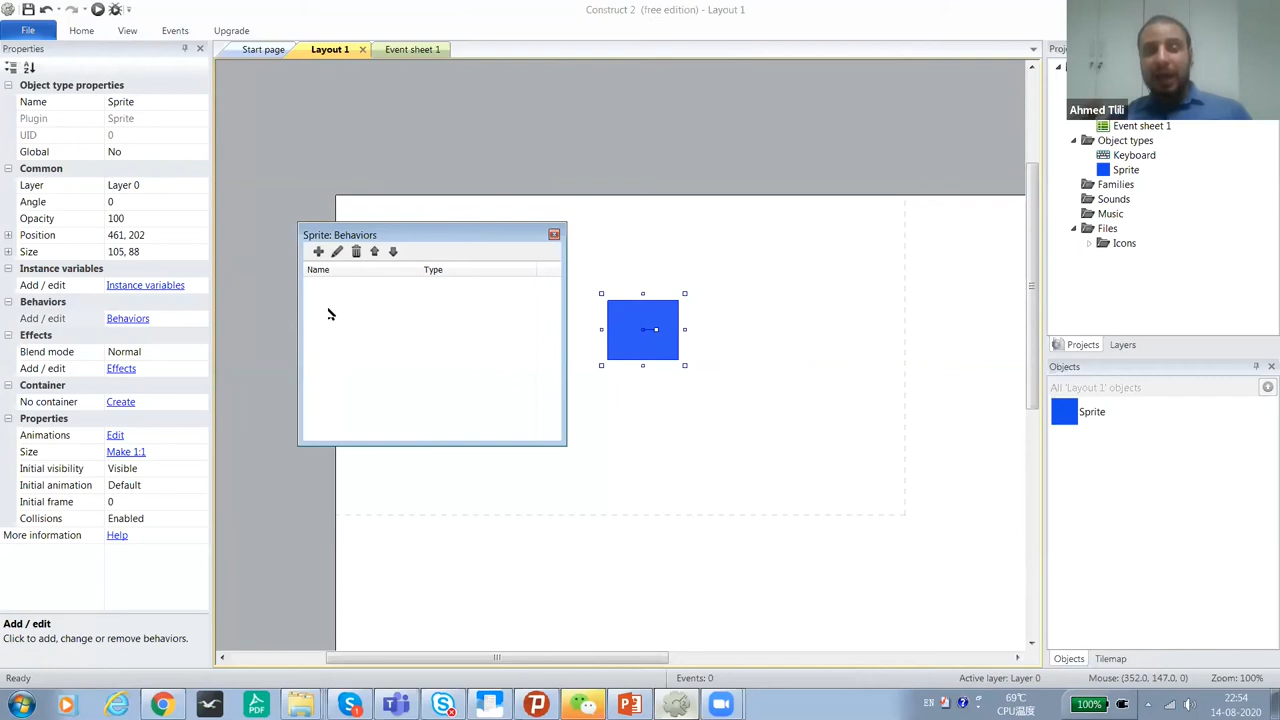 Construct 2 (free edition) - Layout 1
File
Home
View
Events
Upgrade
Properties
Start page
Layout 1
Event sheet 1
Object type properties
Name Sprite
Plugin Sprite
UID 0
Global No
Common
Layer Layer 0
Angle 0
Opacity 100
Position 461, 202
Size 105, 88
Instance variables
Add / edit Instance variables
Behaviors
Add / edit Behaviors
Effects
Blend mode Normal
Add / edit Effects
Container
No container Create
Properties
Animations Edit
Size Make 1:1
Initial visibility Visible
Initial animation Default
Initial frame 0
Collisions Enabled
More information Help
Add / edit
Click to add, change or remove behaviors.
Sprite: Behaviors
Name Type
Ahmed Tlili
Event sheet 1
Object types
Keyboard
Sprite
Families
Sounds
Music
Files
Icons
Projects
Layers
Objects
All 'Layout 1' objects
Sprite
Objects
Tilemap
Ready
Events: 0
Active layer: Layer 0
Mouse: (352.0, 147.0, 0)
Zoom: 100%
EN
69℃
CPU温度
100%
22:54
14-08-2020